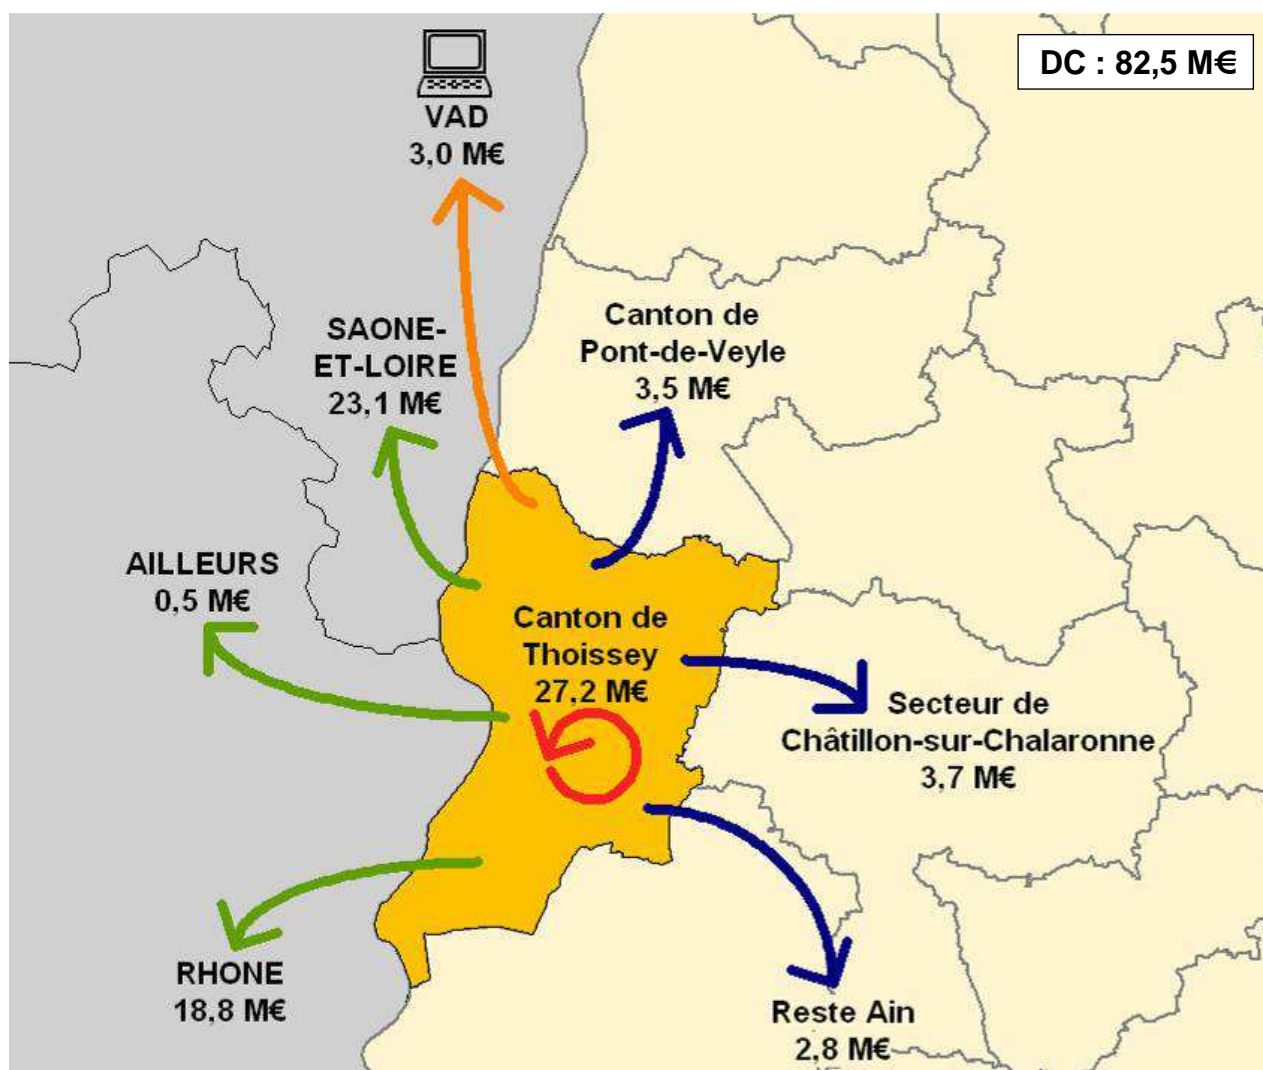 DC : 82,5 M€
VAD
3,0 M€
SAONE-
ET-LOIRE
23,1 M€
Canton de
Pont-de-Veyle
3,5 M€
AILLEURS
0,5 M€
Canton de
Thoissey
27,2 M€
Secteur de
Châtillon-sur-Chalaronne
3,7 M€
RHONE
18,8 M€
Reste Ain
2,8 M€